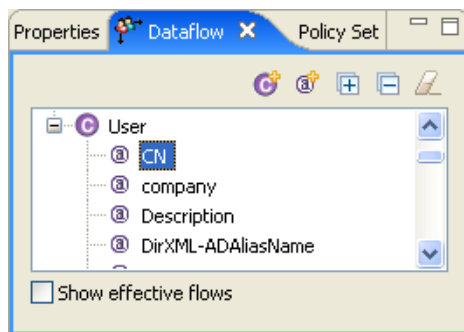 Properties Dataflow Policy Set
User
CN
company
Description
DirXML-ADAliasName
Show effective flows